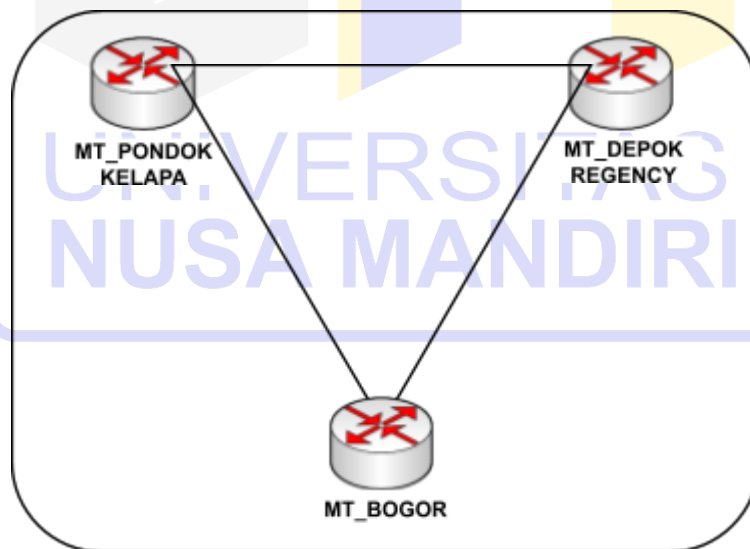 MT_PONDOK
KELAPA
MT_DEPOK
REGENCY
UNIVERSITAS
NUSA MANDIRI
MT_BOGOR